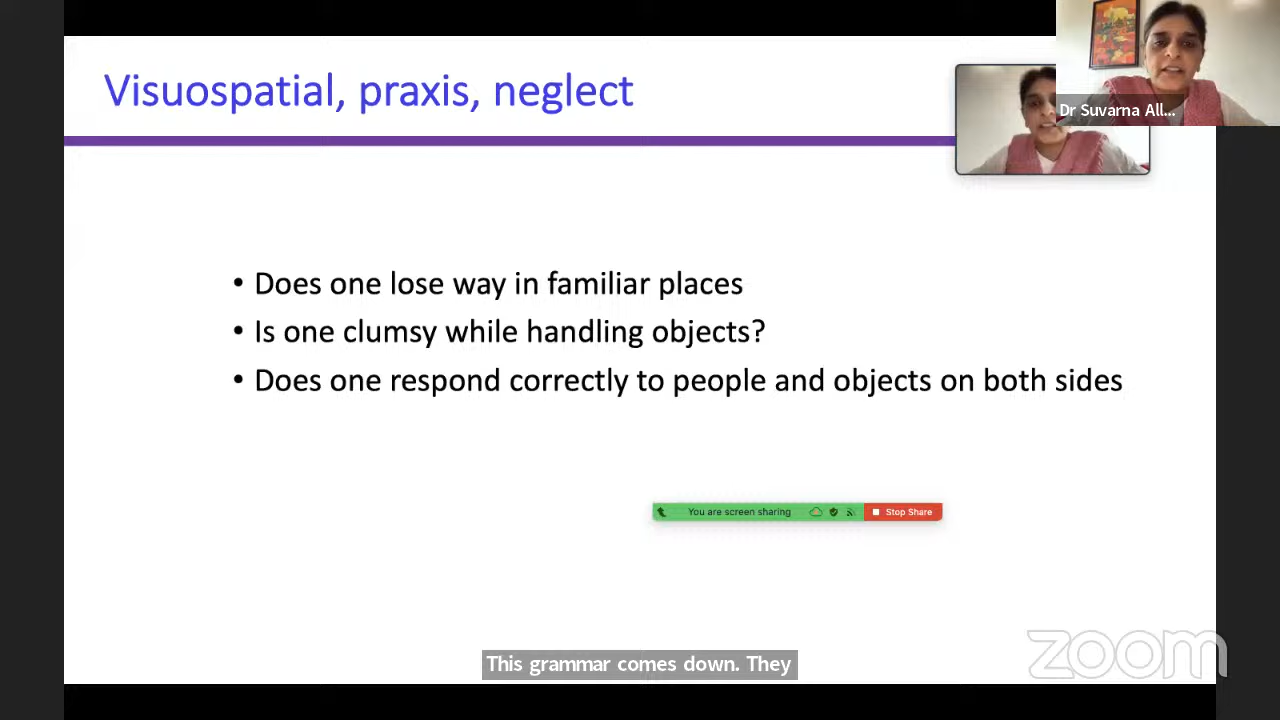 Visuospatial, praxis, neglect
Dr Suvarna All...
• Does one lose way in familiar places
• Is one clumsy while handling objects?
• Does one respond correctly to people and objects on both sides
You are screen sharing
Stop Share
This grammar comes down. They
zoom